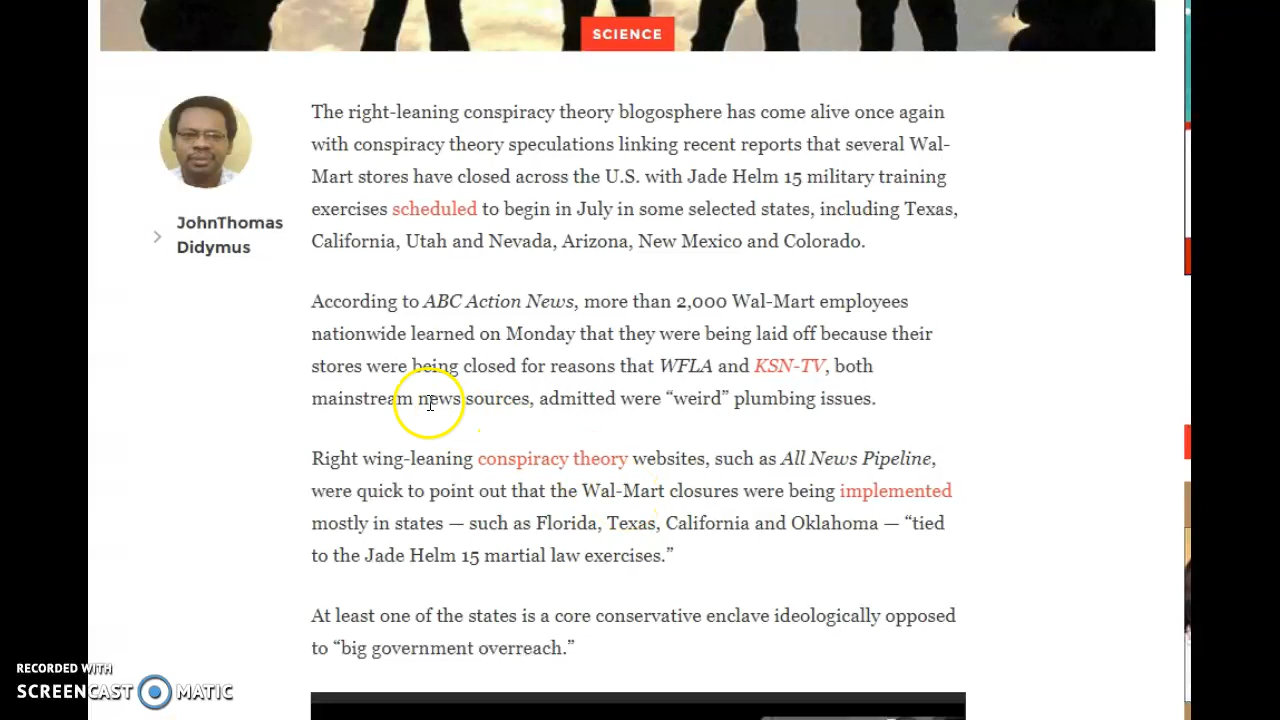 SCIENCE
JohnThomas
Didymus
The right-leaning conspiracy theory blogosphere has come alive once again
with conspiracy theory speculations linking recent reports that several Wal-
Mart stores have closed across the U.S. with Jade Helm 15 military training
exercises scheduled to begin in July in some selected states, including Texas,
California, Utah and Nevada, Arizona, New Mexico and Colorado.
According to ABC Action News, more than 2,000 Wal-Mart employees
nationwide learned on Monday that they were being laid off because their
stores were being closed for reasons that WFLA and KSN-TV, both
mainstream news sources, admitted were “weird” plumbing issues.
Right wing-leaning conspiracy theory websites, such as All News Pipeline,
were quick to point out that the Wal-Mart closures were being implemented
mostly in states — such as Florida, Texas, California and Oklahoma — “tied
to the Jade Helm 15 martial law exercises.”
At least one of the states is a core conservative enclave ideologically opposed
to “big government overreach.”
RECORDED WITH
SCREENCAST MATIC